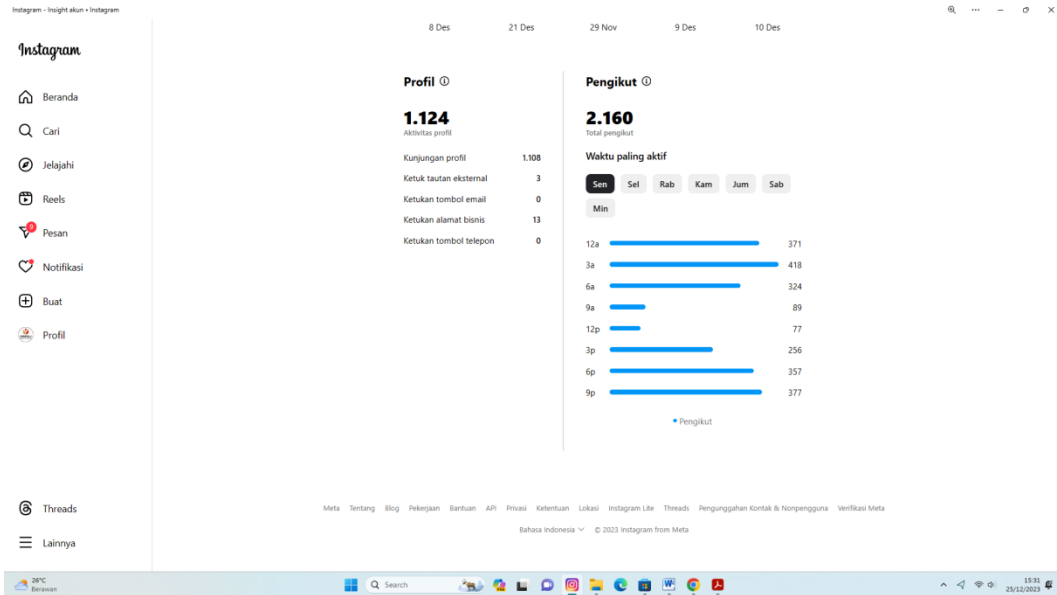 Instagram - Insight akun • Instagram
Instagram
Beranda
Cari
Jelajahi
Reels
9
Pesan
Notifikasi
Buat
Profil
Threads
Lainnya
8 Des 21 Des 29 Nov 9 Des 10 Des
Profil
1.124
Aktivitas profil
Kunjungan profil 1.108
Ketuk tautan eksternal 3
Ketukan tombol email 0
Ketukan alamat bisnis 13
Ketukan tombol telepon 0
Pengikut
2.160
Total pengikut
Waktu paling aktif
Sen Sel Rab Kam Jum Sab
Min
12a 371
3a 418
6a 324
9a 89
12p 77
3p 256
6p 357
9p 377
Pengikut
Meta Tentang Blog Pekerjaan Bantuan API Privasi Ketentuan Lokasi Instagram Lite Threads Pengunggahan Kontak & Nonpengguna Verifikasi Meta
Bahasa Indonesia © 2023 Instagram from Meta
26°C
Berawan
Search
15:31
25/12/2023